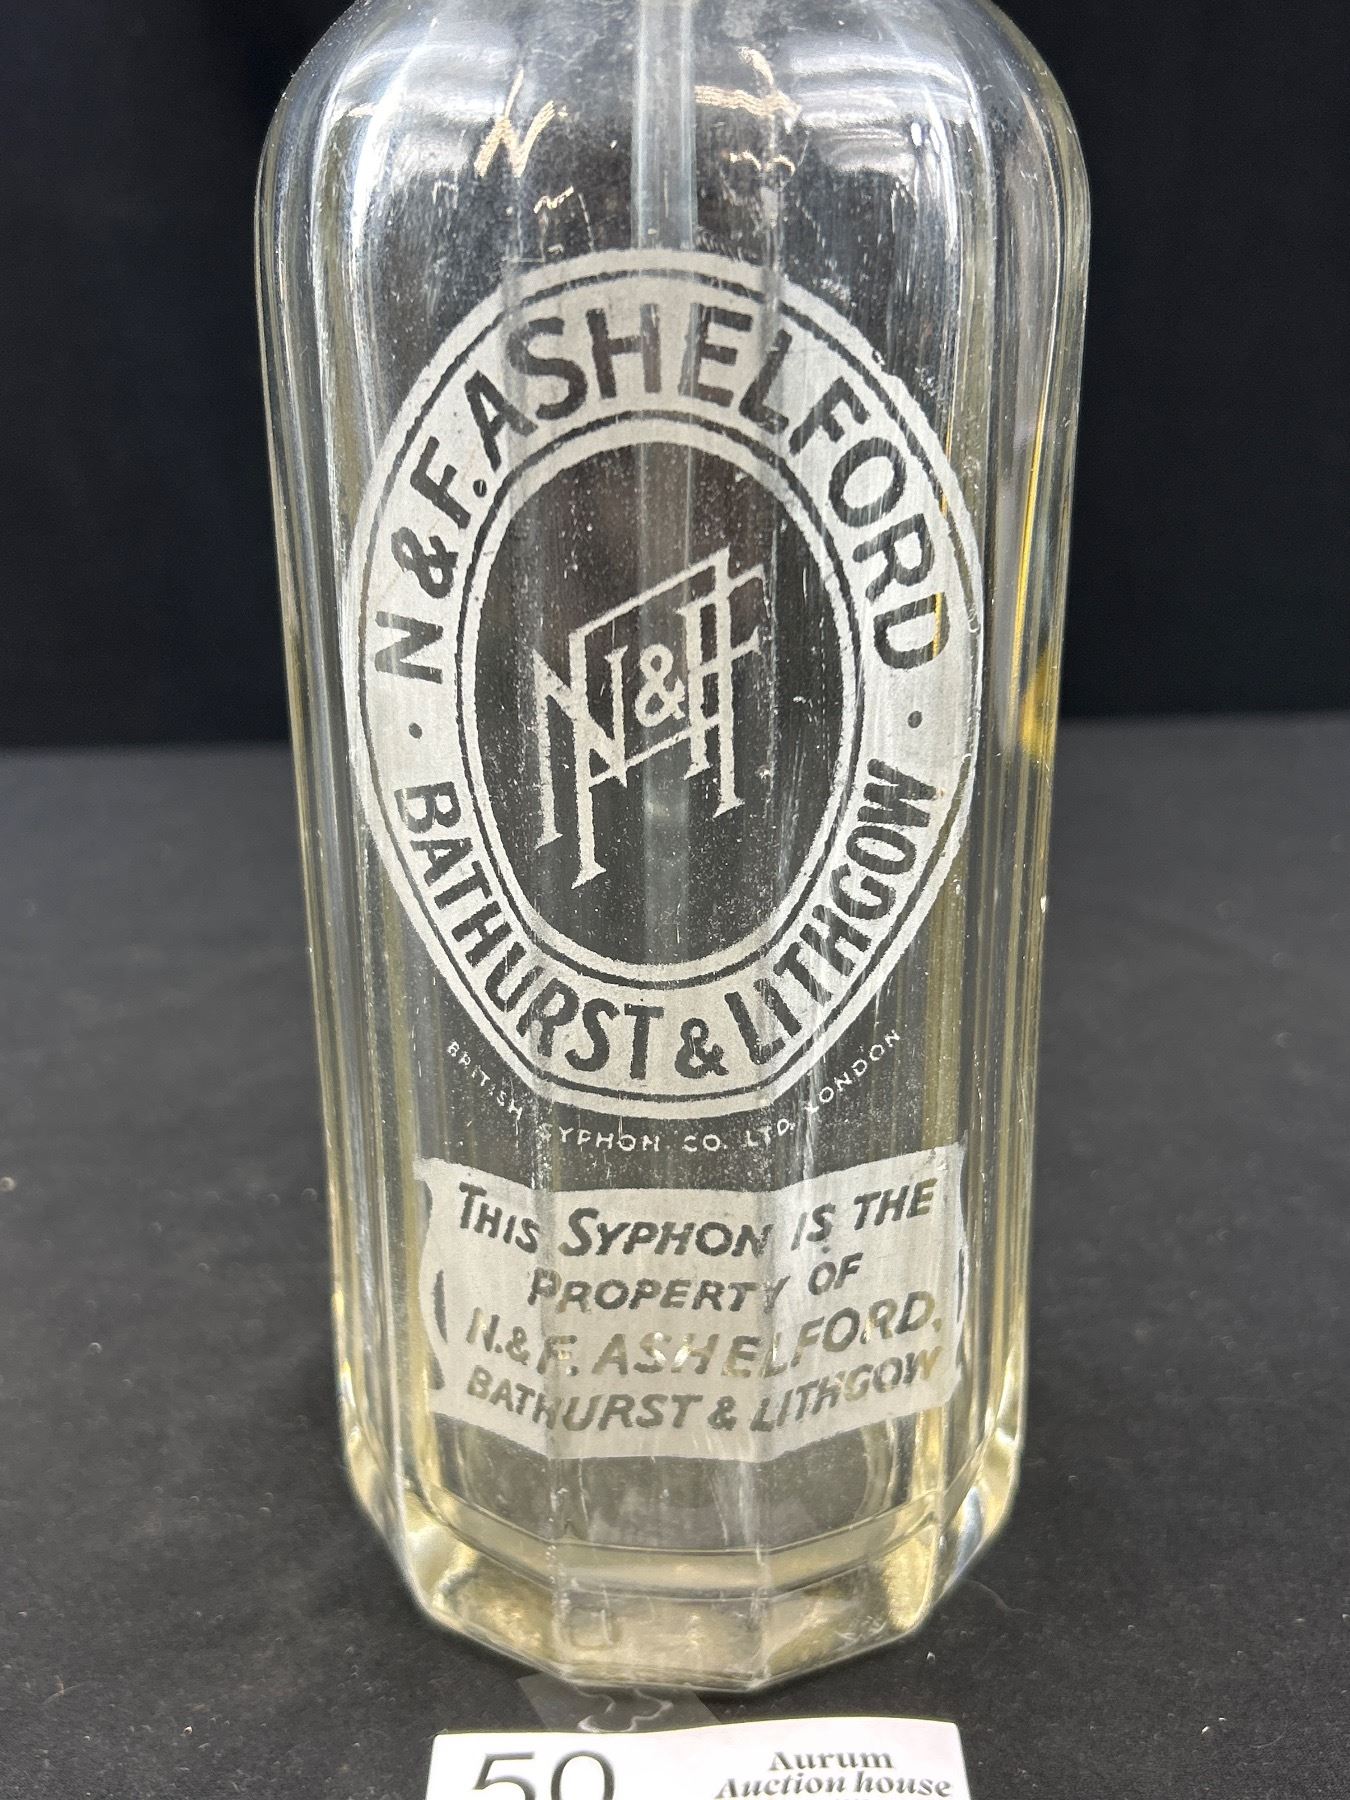 N & F. ASHELFORD
N&FA
· BATHURST & LITHGOW ·
BRITISH SYPHON CO. LTD. LONDON
THIS SYPHON IS THE
PROPERTY OF
N.& F. ASHELFORD,
BATHURST & LITHGOW
50
Aurum
Auction house